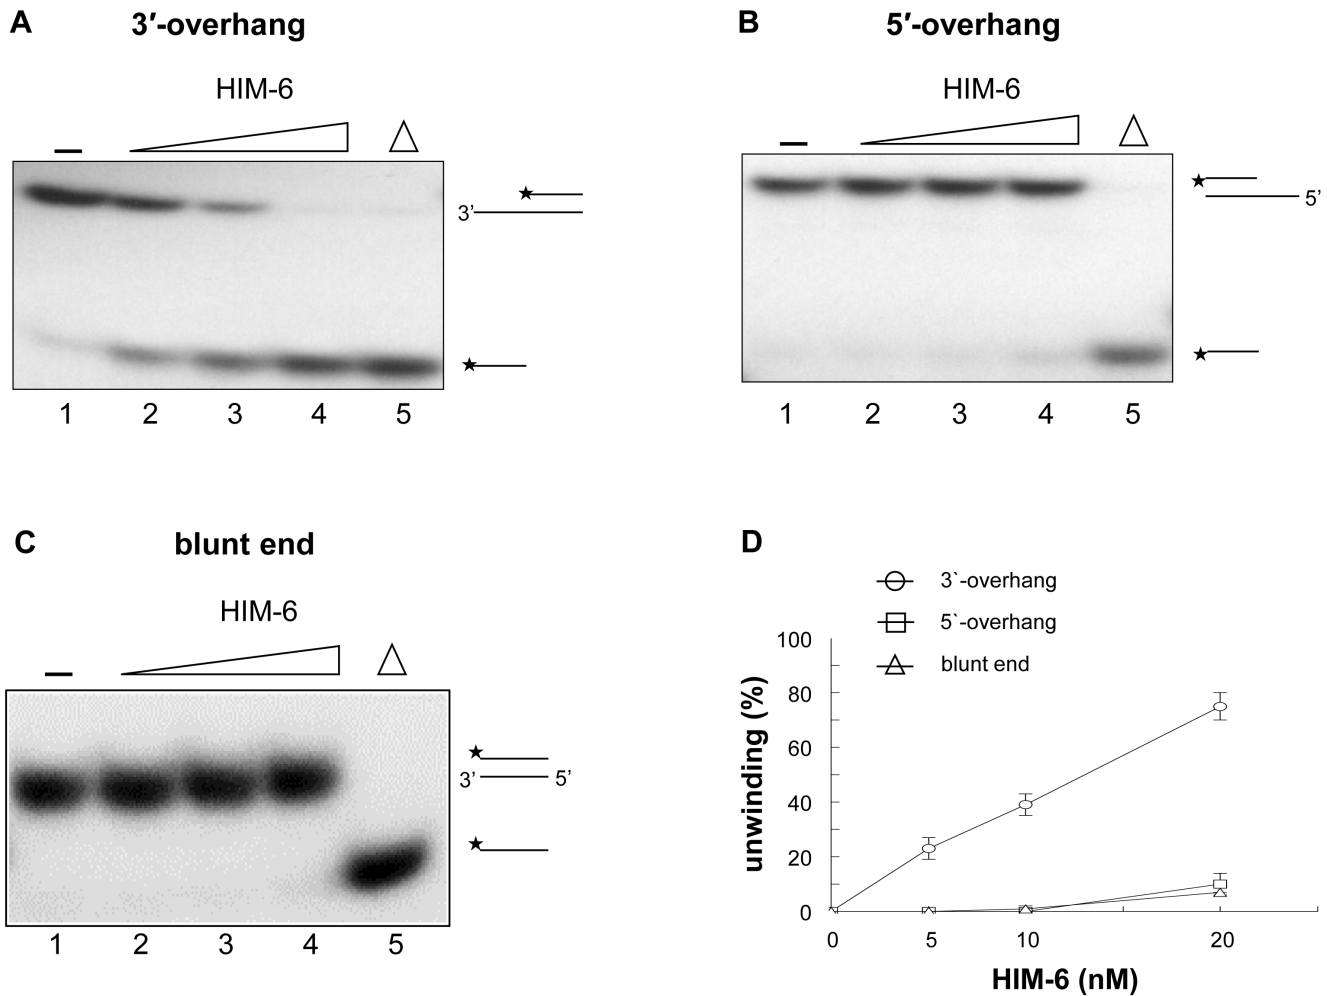 A 3′-overhang
HIM-6
–
3’
1 2 3 4 5
B 5′-overhang
HIM-6
–
5’
1 2 3 4 5
C blunt end
HIM-6
–
3’ 5’
1 2 3 4 5
D
3`-overhang
5`-overhang
blunt end
unwinding (%)
100
80
60
40
20
0
0 5 10 20
HIM-6 (nM)